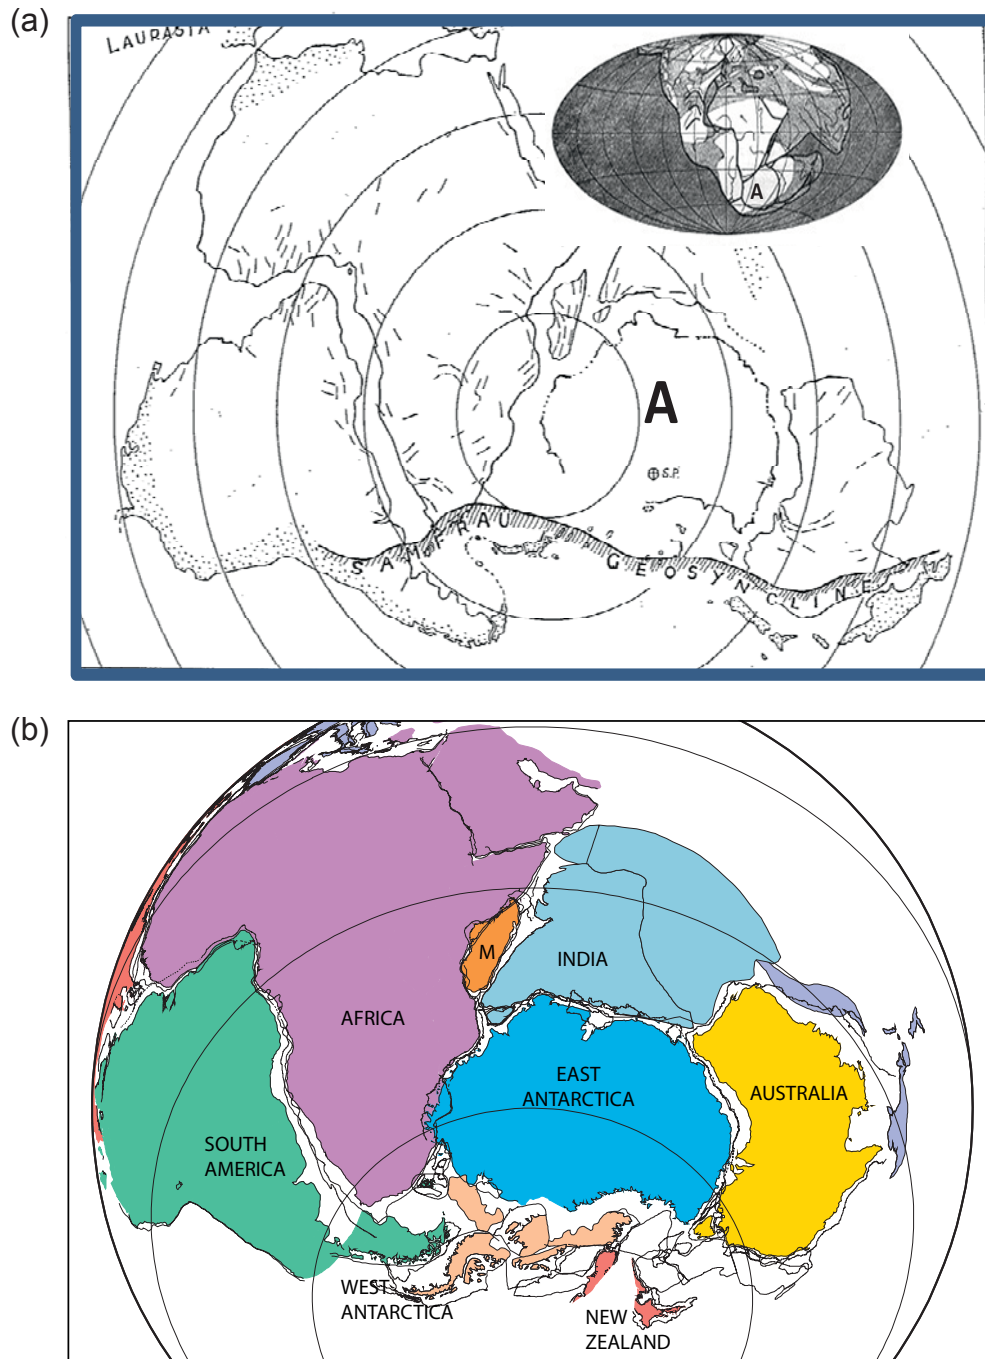 (a)
LAURASIA
A
A
S.P.
SAMFRAU GEOSYNCLINE
(b)
M
INDIA
AFRICA
EAST
ANTARCTICA
AUSTRALIA
SOUTH
AMERICA
WEST
ANTARCTICA
NEW
ZEALAND